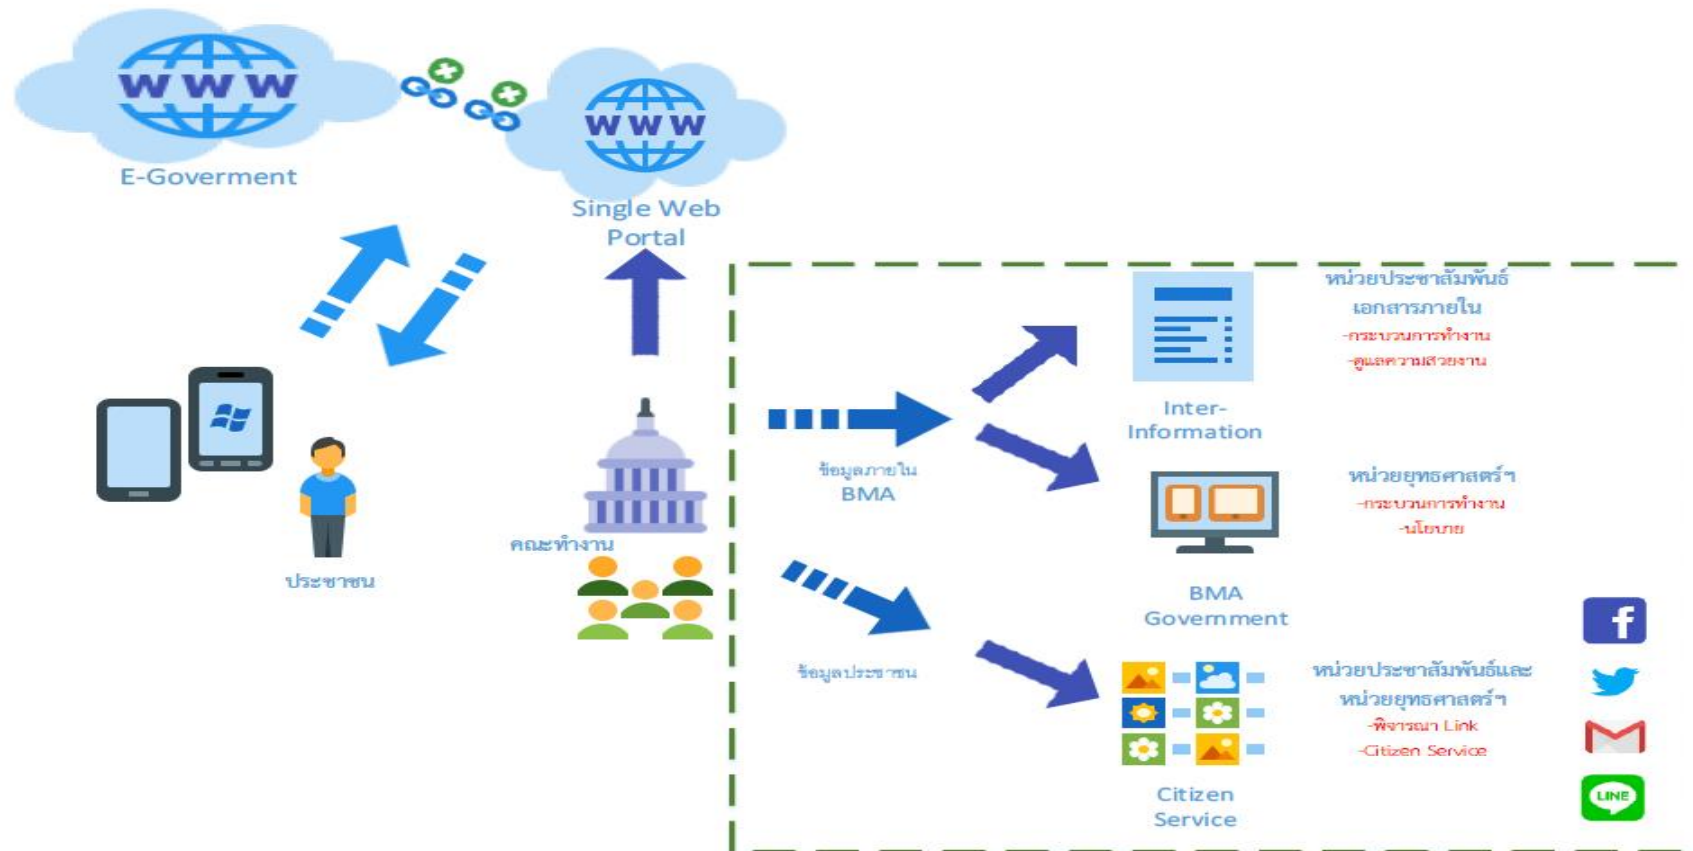 WWW
E-Goverment
WWW
Single Web
Portal
ประชาชน
คณะทำงาน
ข้อมูลภายใน
BMA
ข้อมูลประชาชน
Inter-
Information
หน่วยประชาสัมพันธ์
เอกสารภายใน
-กระบวนการทำงาน
-ดูแลความสวยงาน
BMA
Government
หน่วยยุทธศาสตร์ฯ
-กระบวนการทำงาน
-นโยบาย
Citizen
Service
หน่วยประชาสัมพันธ์และ
หน่วยยุทธศาสตร์ฯ
-พิจารณา Link
-Citizen Service
f
LINE